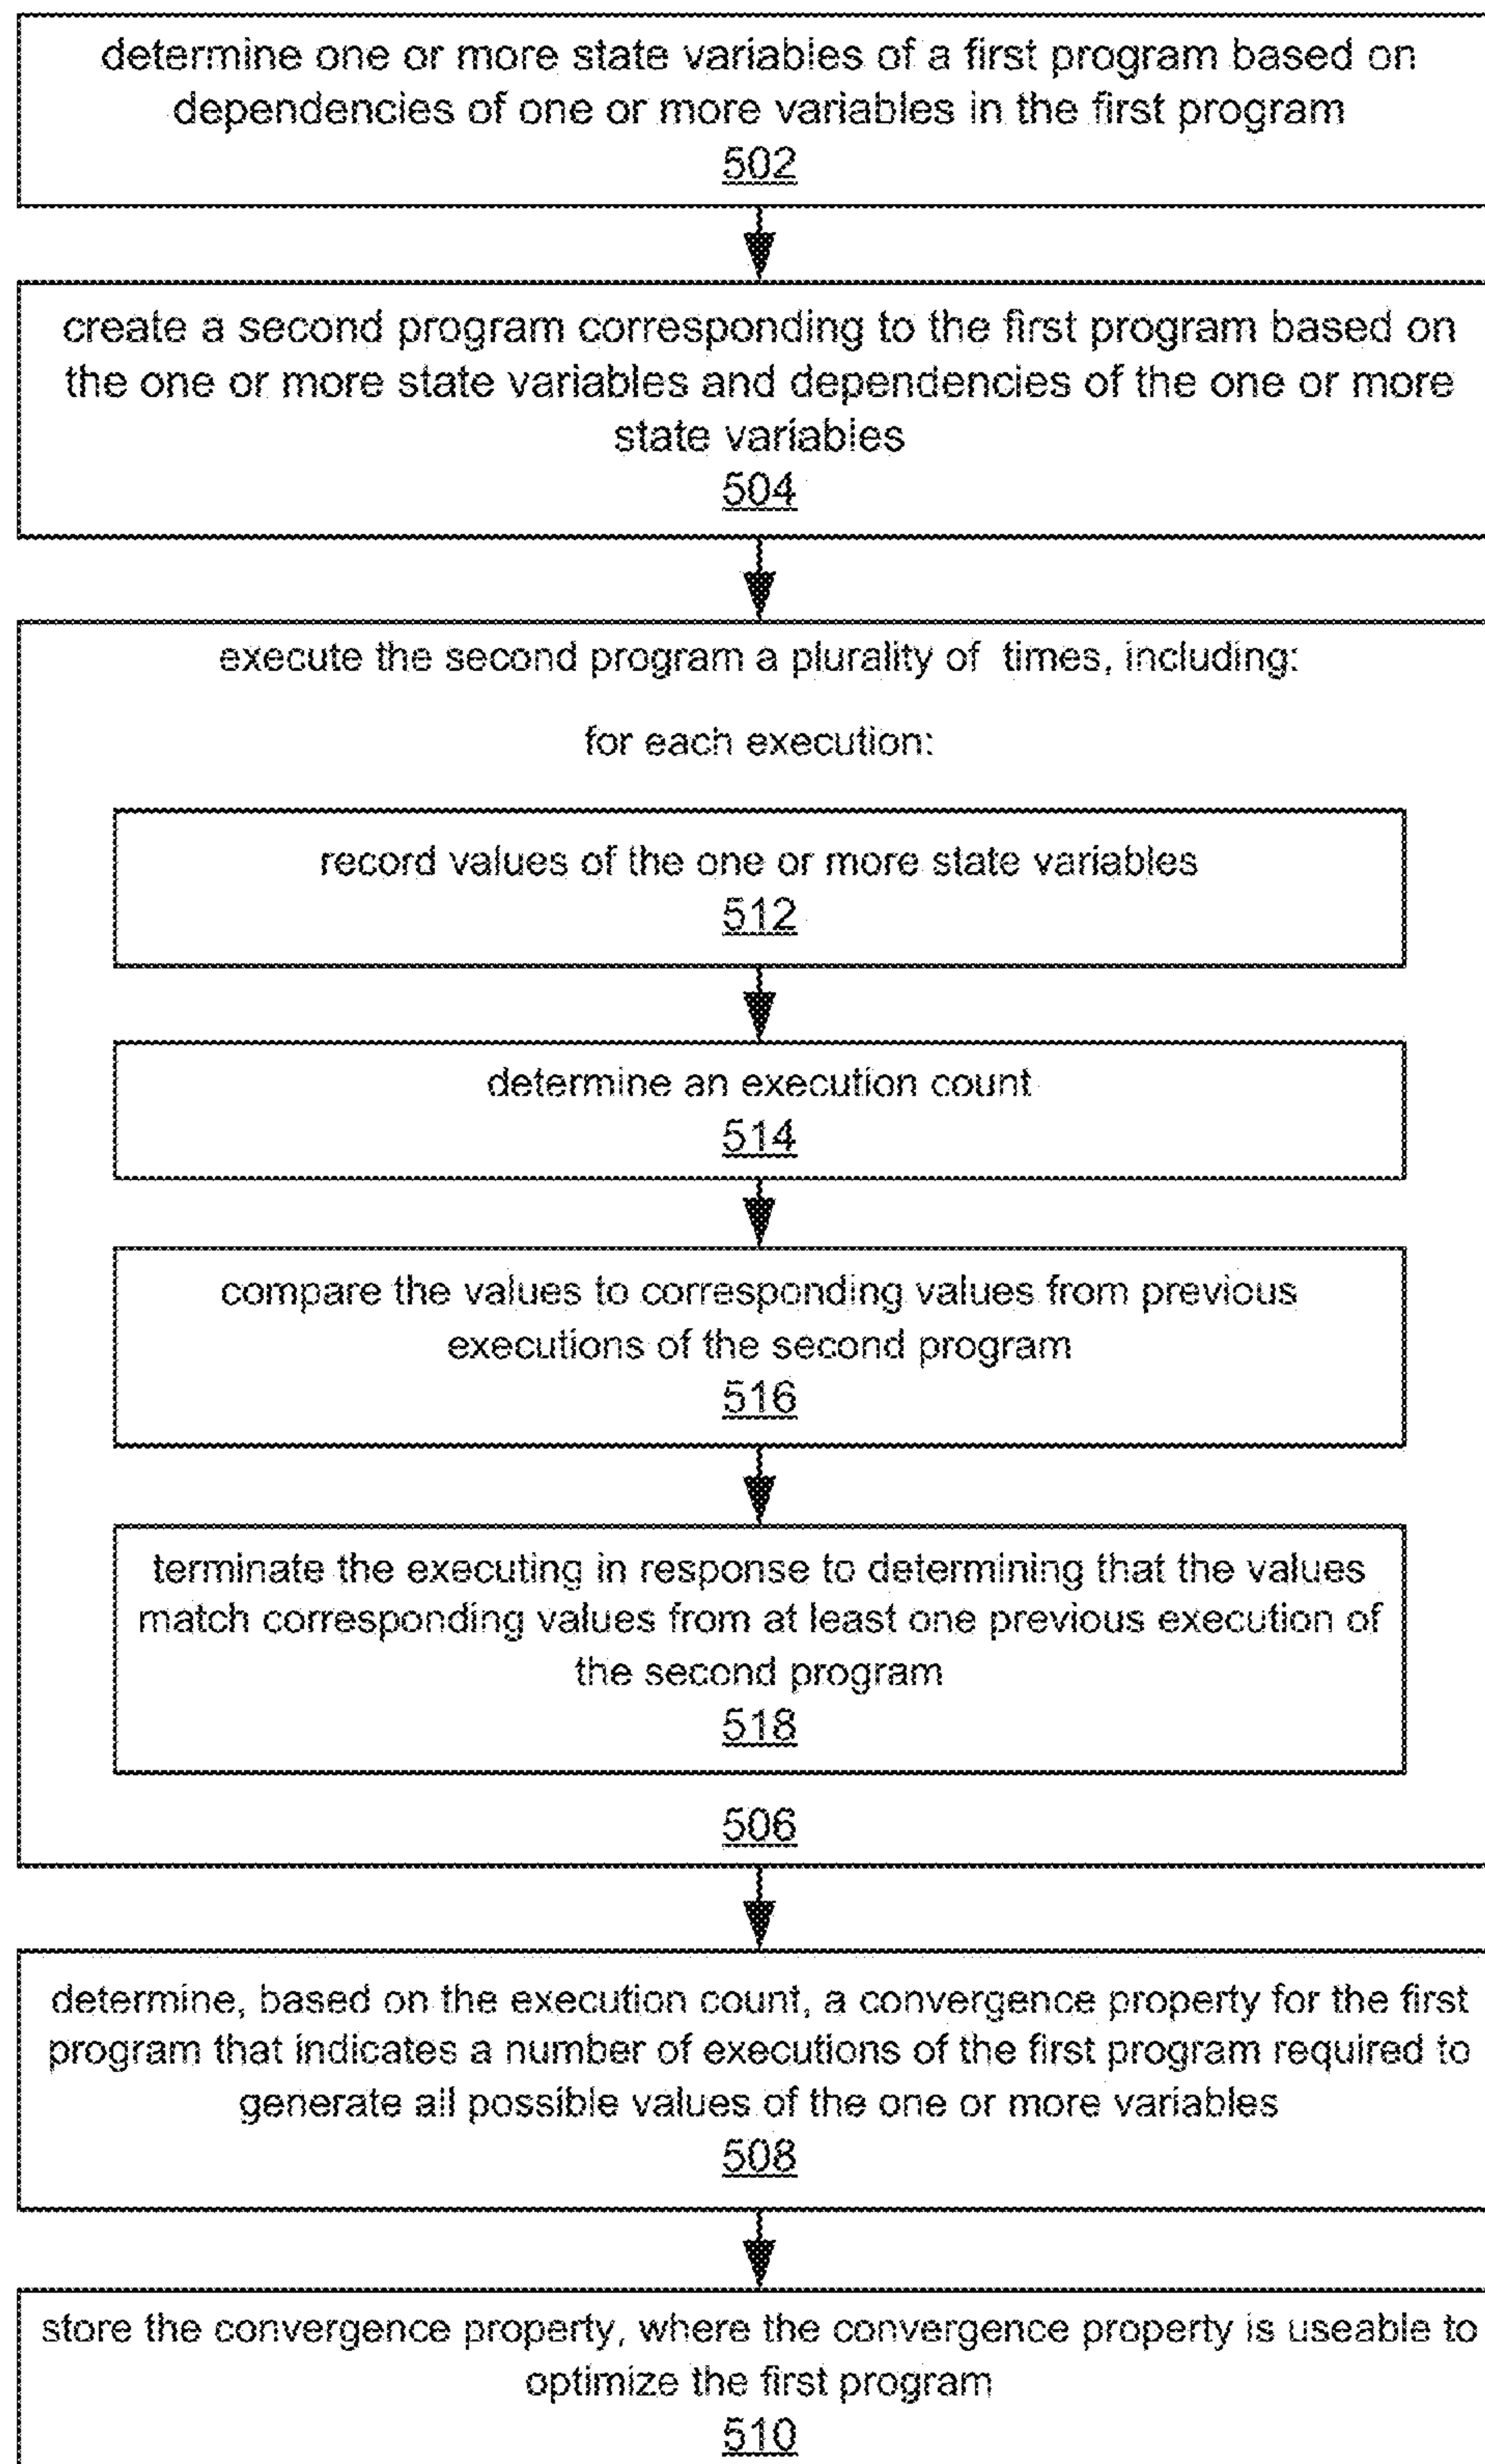 determine one or more state variables of a first program based on
dependencies of one or more variables in the first program
502
create a second program corresponding to the first program based on
the one or more state variables and dependencies of the one or more
state variables
504
execute the second program a plurality of times, including:
for each execution:
record values of the one or more state variables
512
determine an execution count
514
compare the values to corresponding values from previous
executions of the second program
516
terminate the executing in response to determining that the values
match corresponding values from at least one previous execution of
the second program
518
506
determine, based on the execution count, a convergence property for the first
program that indicates a number of executions of the first program required to
generate all possible values of the one or more variables
508
store the convergence property, where the convergence property is useable to
optimize the first program
510